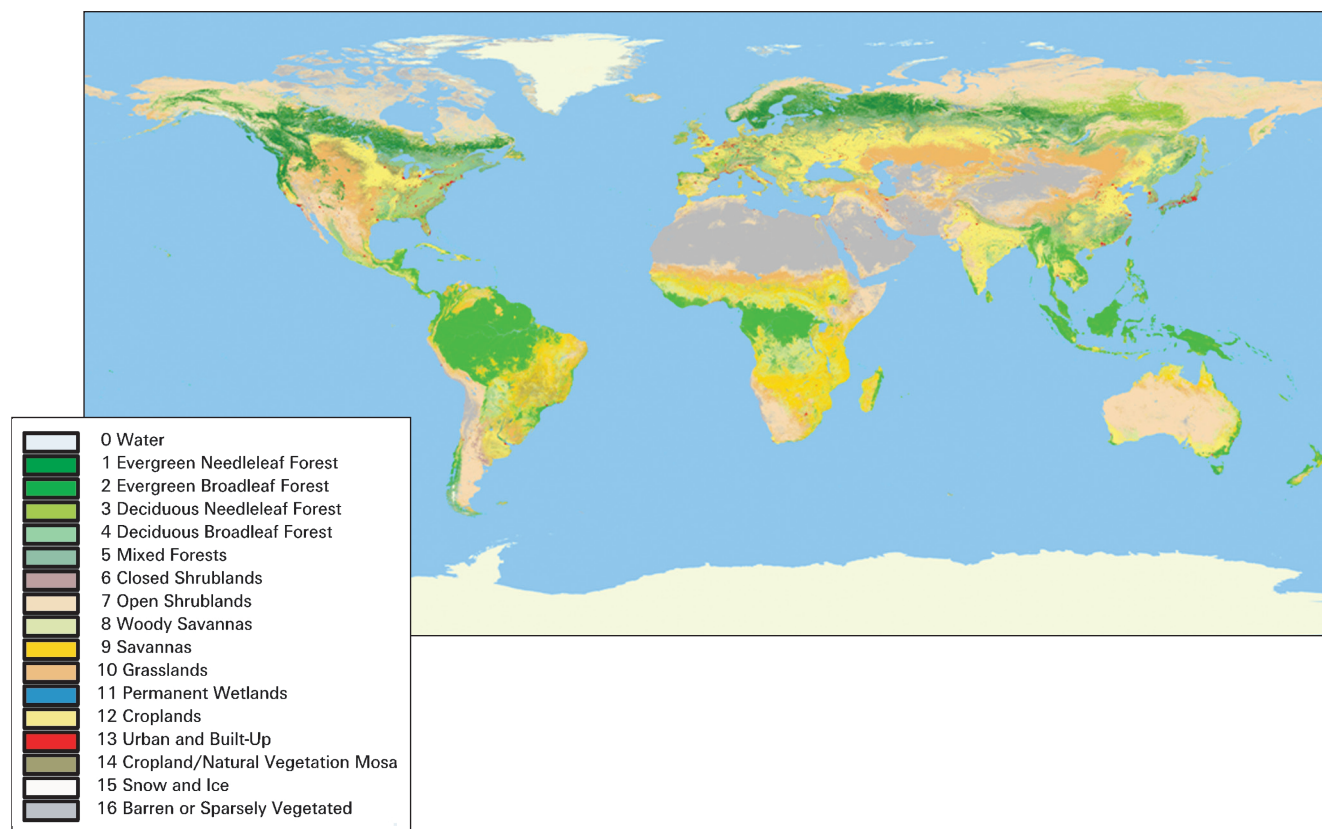 0 Water
1 Evergreen Needleleaf Forest
2 Evergreen Broadleaf Forest
3 Deciduous Needleleaf Forest
4 Deciduous Broadleaf Forest
5 Mixed Forests
6 Closed Shrublands
7 Open Shrublands
8 Woody Savannas
9 Savannas
10 Grasslands
11 Permanent Wetlands
12 Croplands
13 Urban and Built-Up
14 Cropland/Natural Vegetation Mosa
15 Snow and Ice
16 Barren or Sparsely Vegetated